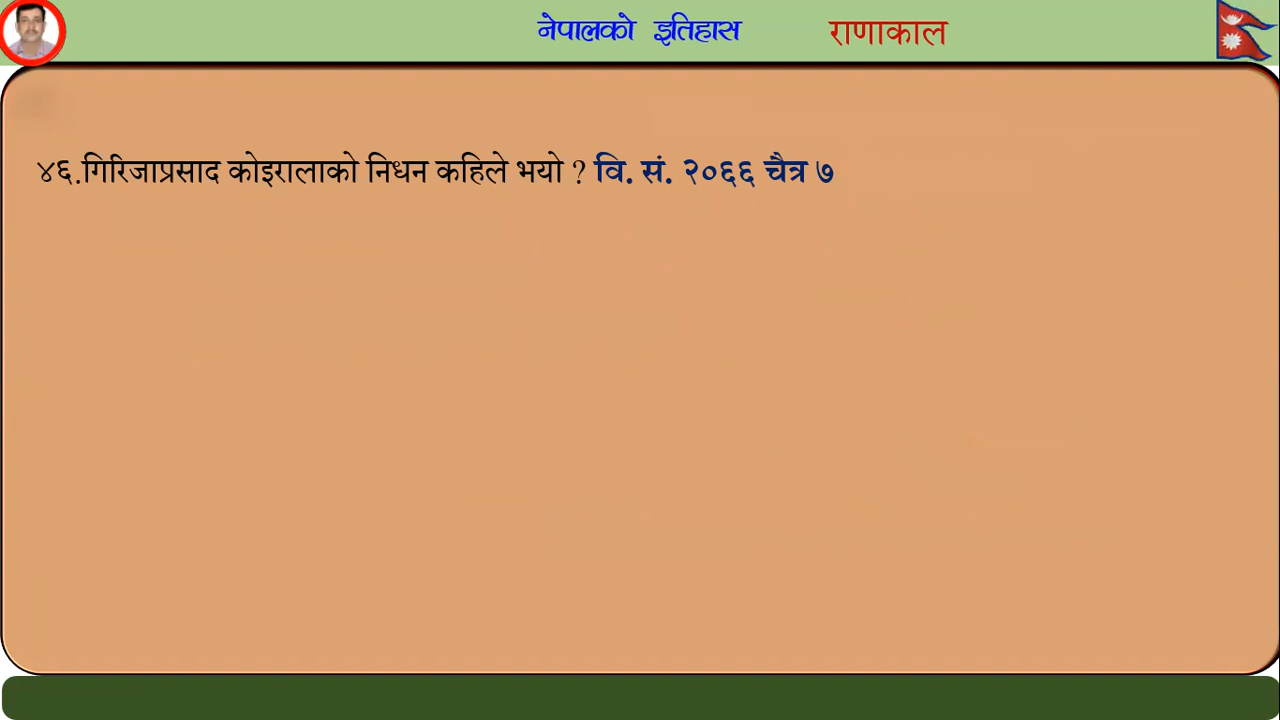 नेपालको इतिहास राणाकाल
४६.गिरिजाप्रसाद कोइरालाको निधन कहिले भयो ? वि. सं. २०६६ चैत्र ७